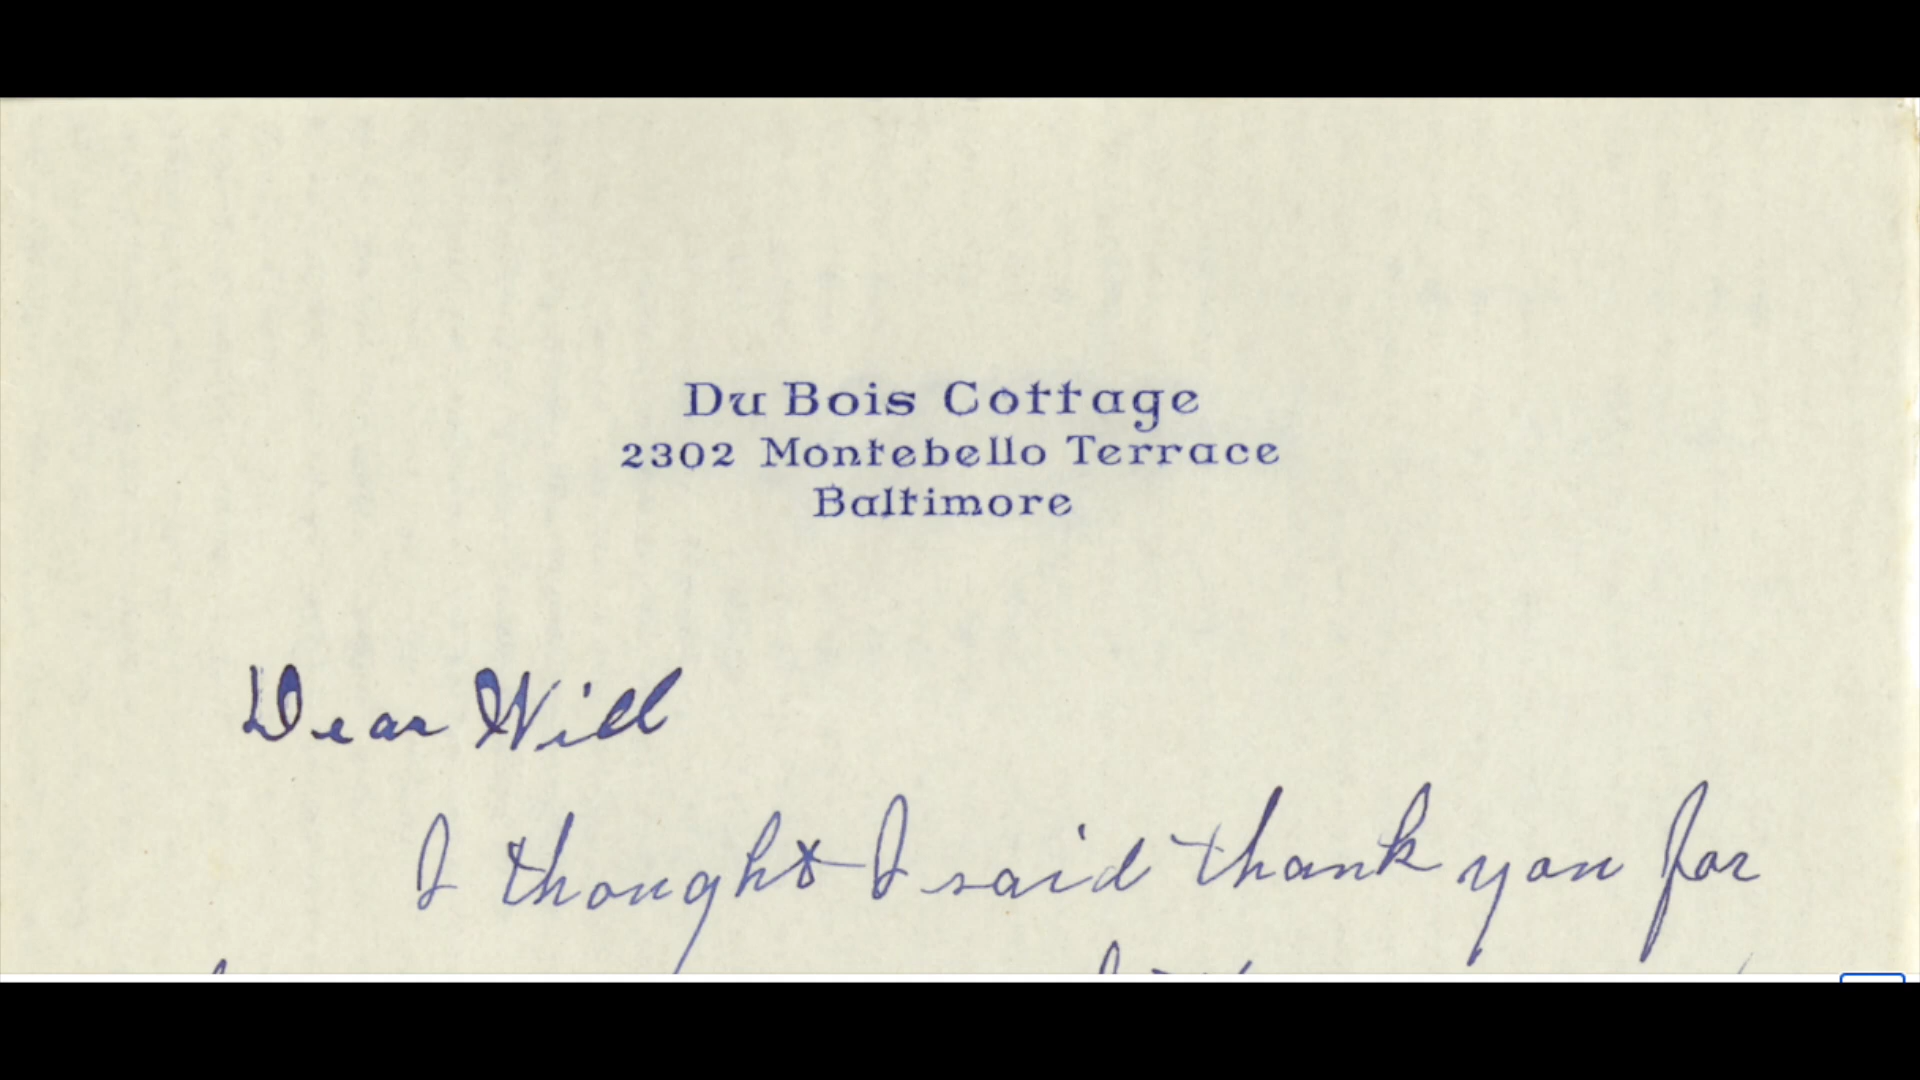 Du Bois Cottage
2302 Montebello Terrace
Baltimore
Dear Will
I thought I said thank you for